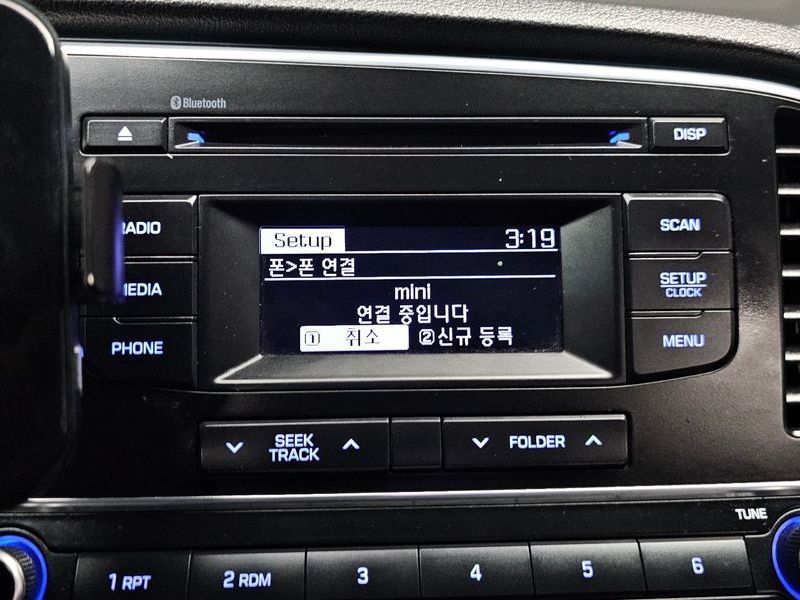 Bluetooth
DISP
RADIO
MEDIA
PHONE
Setup 3:19
폰>폰 연결
mini
연결 중입니다
1 취소 2 신규 등록
SCAN
SETUP
CLOCK
MENU
SEEK
TRACK
FOLDER
TUNE
1 RPT
2 RDM
3
4
5
6